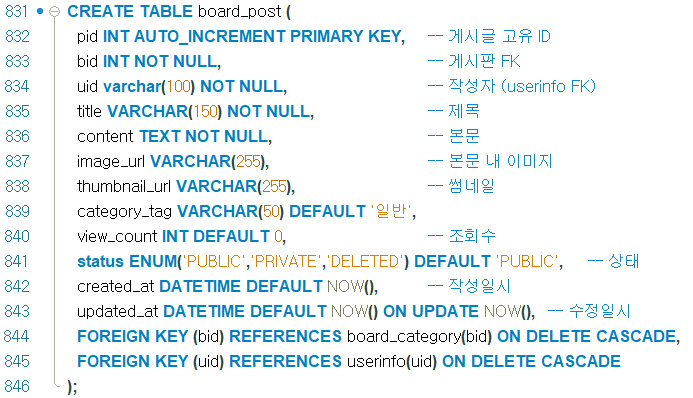 831 CREATE TABLE board_post (
832 pid INT AUTO_INCREMENT PRIMARY KEY, -- 게시글 고유 ID
833 bid INT NOT NULL, -- 게시판 FK
834 uid varchar(100) NOT NULL, -- 작성자 (userinfo FK)
835 title VARCHAR(150) NOT NULL, -- 제목
836 content TEXT NOT NULL, -- 본문
837 image_url VARCHAR(255), -- 본문 내 이미지
838 thumbnail_url VARCHAR(255), -- 썸네일
839 category_tag VARCHAR(50) DEFAULT '일반',
840 view_count INT DEFAULT 0, -- 조회수
841 status ENUM('PUBLIC','PRIVATE','DELETED') DEFAULT 'PUBLIC', -- 상태
842 created_at DATETIME DEFAULT NOW(), -- 작성일시
843 updated_at DATETIME DEFAULT NOW() ON UPDATE NOW(), -- 수정일시
844 FOREIGN KEY (bid) REFERENCES board_category(bid) ON DELETE CASCADE,
845 FOREIGN KEY (uid) REFERENCES userinfo(uid) ON DELETE CASCADE
846 );